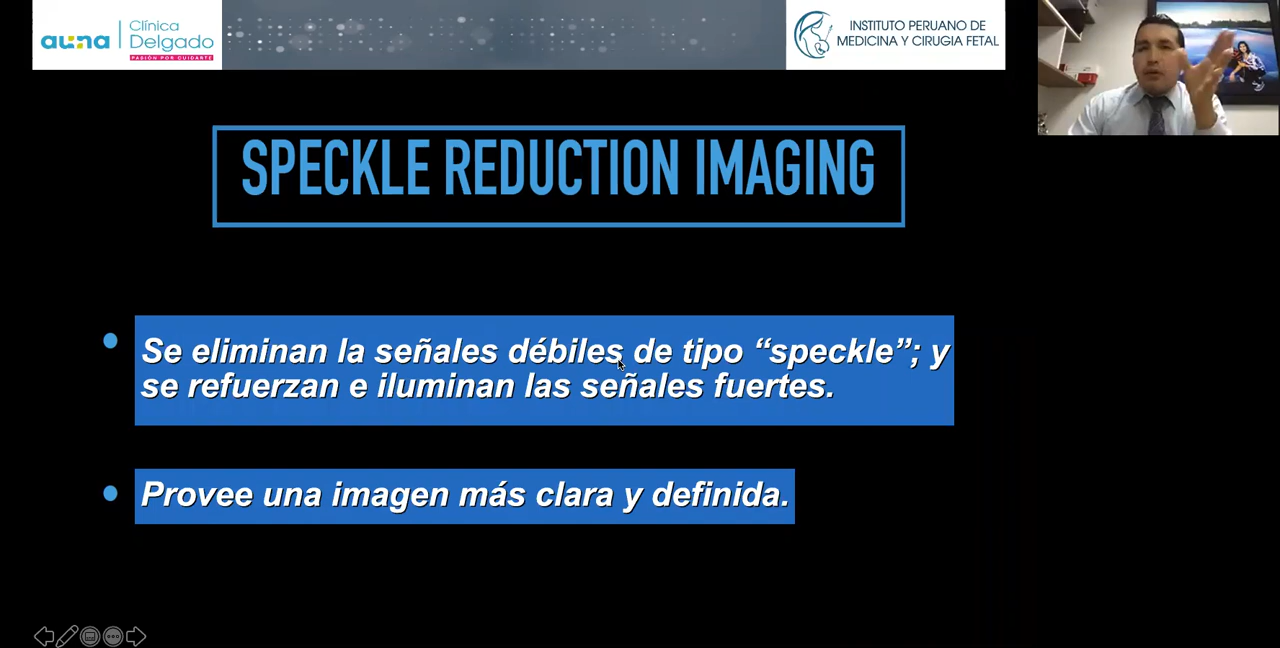 auna
Clínica
Delgado
PASIÓN POR CUIDARTE
INSTITUTO PERUANO DE
MEDICINA Y CIRUGIA FETAL
SPECKLE REDUCTION IMAGING
Se eliminan la señales débiles de tipo “speckle”; y
se refuerzan e iluminan las señales fuertes.
Provee una imagen más clara y definida.